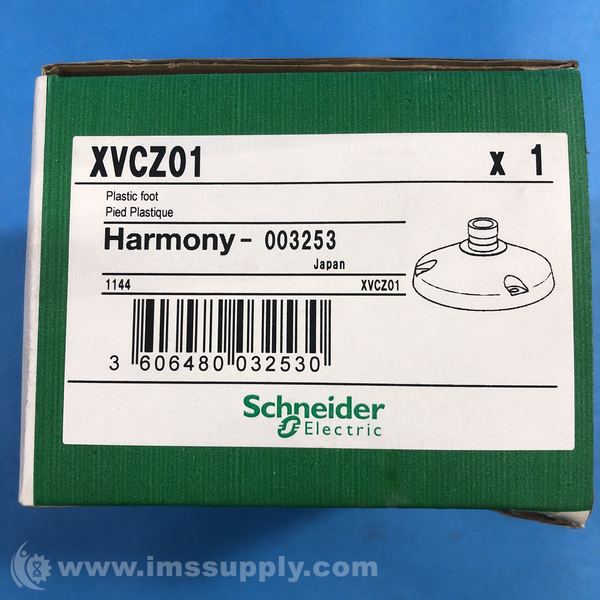 XVCZ01 x 1
Plastic foot
Pied Plastique
Harmony - 003253
Japan
1144 XVCZ01
3 606480 032530
Schneider
Electric
www.imssupply.com